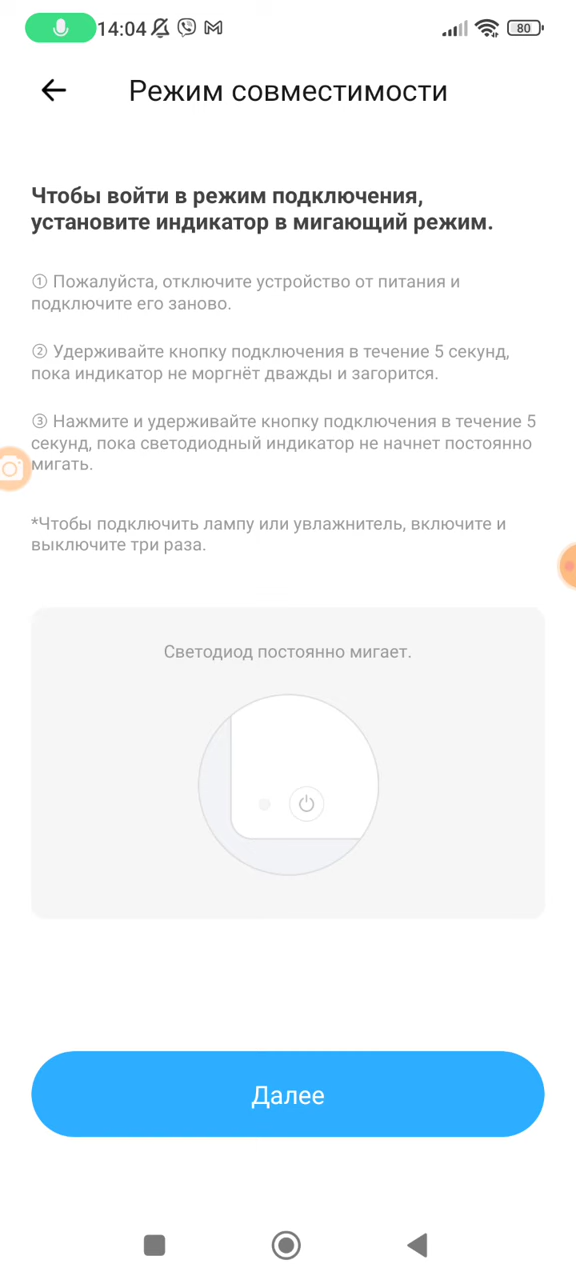 14:04
80
Режим совместимости
Чтобы войти в режим подключения,
установите индикатор в мигающий режим.
① Пожалуйста, отключите устройство от питания и
подключите его заново.
② Удерживайте кнопку подключения в течение 5 секунд,
пока индикатор не моргнёт дважды и загорится.
③ Нажмите и удерживайте кнопку подключения в течение 5
секунд, пока светодиодный индикатор не начнет постоянно
мигать.
*Чтобы подключить лампу или увлажнитель, включите и
выключите три раза.
Светодиод постоянно мигает.
Далее